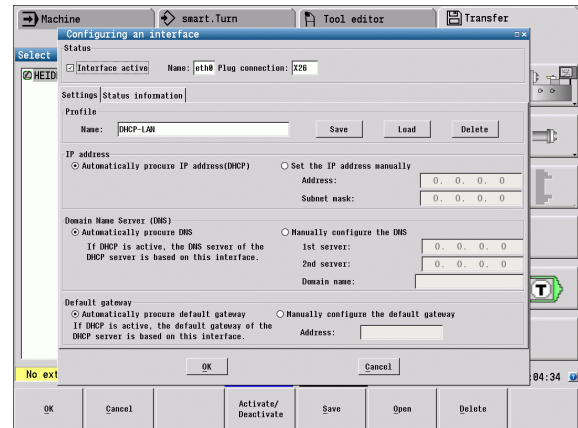 Machine smart.Turn Tool editor Transfer
Configuring an interface
Select
Status
HEID
Interface active Name: eth0 Plug connection: X26
Settings Status information
Profile
Name: DHCP-LAN Save Load Delete
IP address
Automatically procure IP address(DHCP) Set the IP address manually
Address: 0. 0. 0. 0
Subnet mask: 0. 0. 0. 0
Domain Name Server (DNS)
Automatically procure DNS Manually configure the DNS
If DHCP is active, the DNS server of the 1st server: 0. 0. 0. 0
DHCP server is based on this interface. 2nd server: 0. 0. 0. 0
Domain name:
T
Default gateway
Automatically procure default gateway Manually configure the default gateway
If DHCP is active, the default gateway of the Address:
DHCP server is based on this interface.
OK Cancel
No ext :04:34
OK Cancel Activate/ Save Open Delete
Deactivate